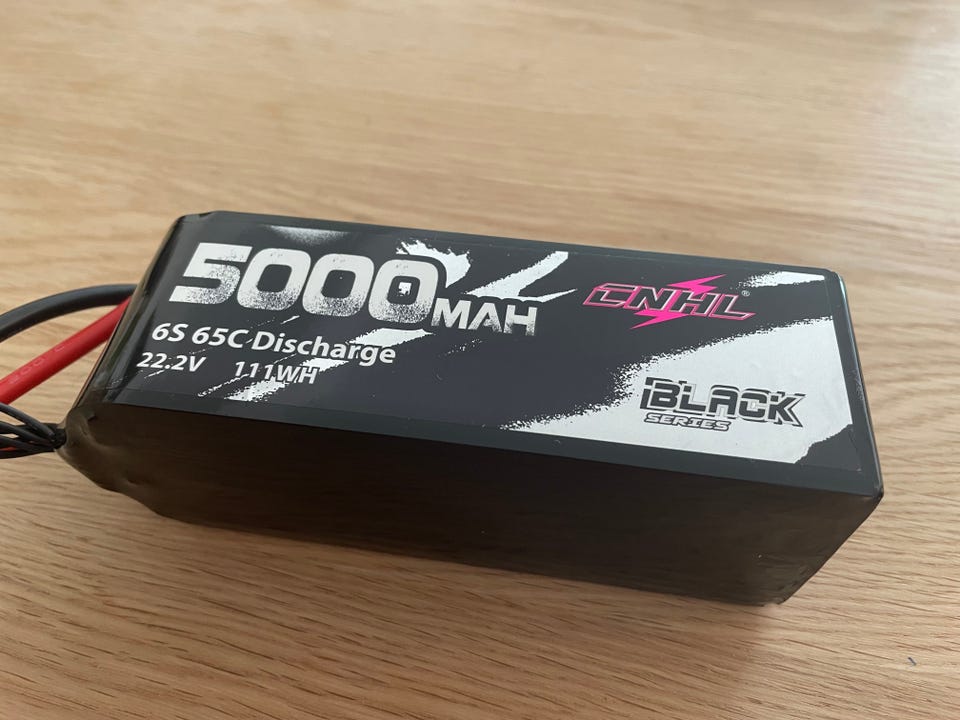 5000MAH
6S 65C Discharge
22.2V 111WH
CNHL®
BLACK
SERIES